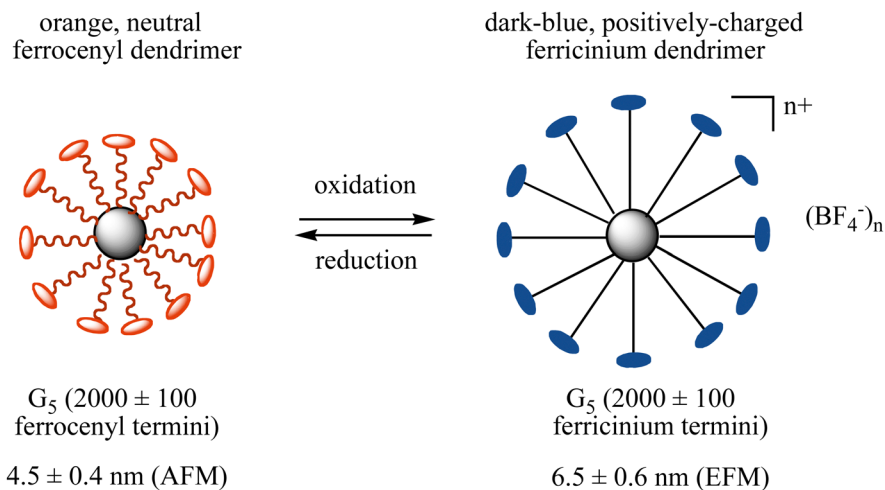 orange, neutral
ferrocenyl dendrimer
dark-blue, positively-charged
ferricinium dendrimer
n+
oxidation
reduction
(BF₄⁻)ₙ
G₅ (2000 ± 100
ferrocenyl termini)
4.5 ± 0.4 nm (AFM)
G₅ (2000 ± 100
ferricinium termini)
6.5 ± 0.6 nm (EFM)